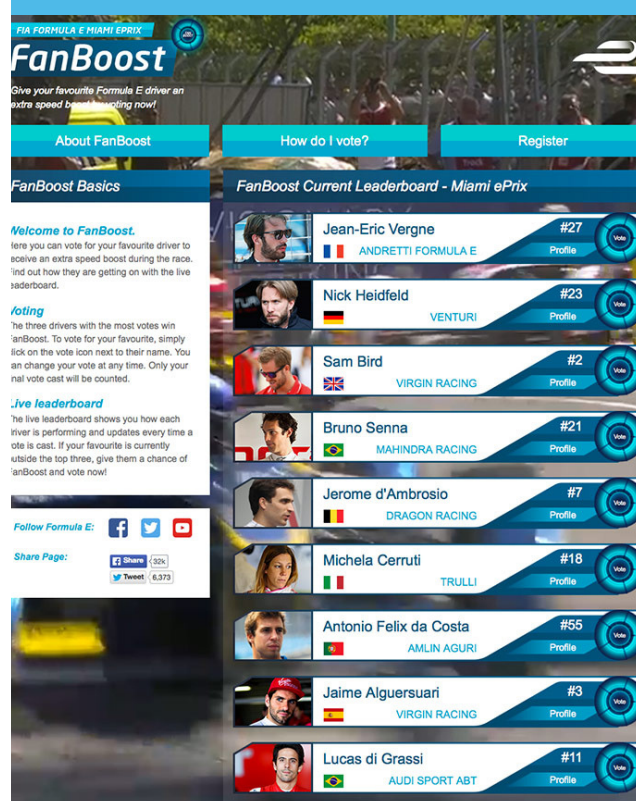 FIA FORMULA E MIAMI EPRIX
FanBoost
Give your favourite Formula E driver an
extra speed boost by voting now!
About FanBoost
How do I vote?
Register
FanBoost Basics
Welcome to FanBoost.
Here you can vote for your favourite driver to
receive an extra speed boost during the race.
Find out how they are getting on with the live
leaderboard.
Voting
The three drivers with the most votes win
FanBoost. To vote for your favourite, simply
click on the vote icon next to their name. You
can change your vote at any time. Only your
final vote cast will be counted.
Live leaderboard
The live leaderboard shows you how each
driver is performing and updates every time a
vote is cast. If your favourite is currently
outside the top three, give them a chance of
FanBoost and vote now!
Follow Formula E:
Share Page:
Share 32k
Tweet 6,373
FanBoost Current Leaderboard - Miami ePrix
Jean-Eric Vergne #27
ANDRETTI FORMULA E Profile Vote
Nick Heidfeld #23
VENTURI Profile Vote
Sam Bird #2
VIRGIN RACING Profile Vote
Bruno Senna #21
MAHINDRA RACING Profile Vote
Jerome d'Ambrosio #7
DRAGON RACING Profile Vote
Michela Cerruti #18
TRULLI Profile Vote
Antonio Felix da Costa #55
AMLIN AGURI Profile Vote
Jaime Alguersuari #3
VIRGIN RACING Profile Vote
Lucas di Grassi #11
AUDI SPORT ABT Profile Vote